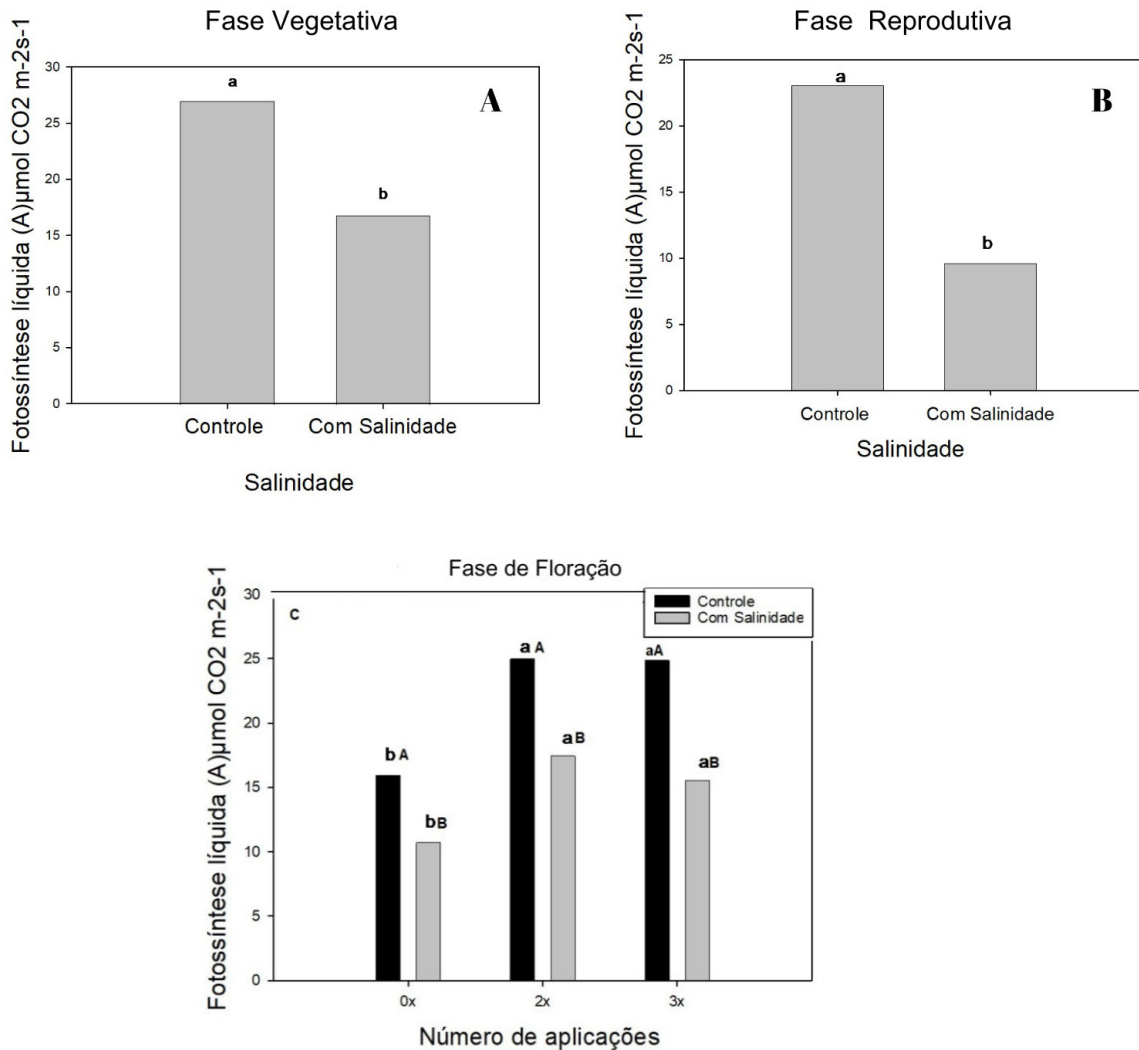 Fase Vegetativa
Fotossíntese líquida (A)µmol CO2 m-2s-1
30
25
20
15
10
5
0
a
b
A
Controle
Com Salinidade
Salinidade
Fase Reprodutiva
Fotossíntese líquida (A)µmol CO2 m-2s-1
25
20
15
10
5
0
a
b
B
Controle
Com Salinidade
Salinidade
Fase de Floração
Fotossíntese líquida (A)µmol CO2 m-2s-1
30
25
20
15
10
5
0
C
Controle
Com Salinidade
b A
bB
a A
aB
aA
aB
0x
2x
3x
Número de aplicações